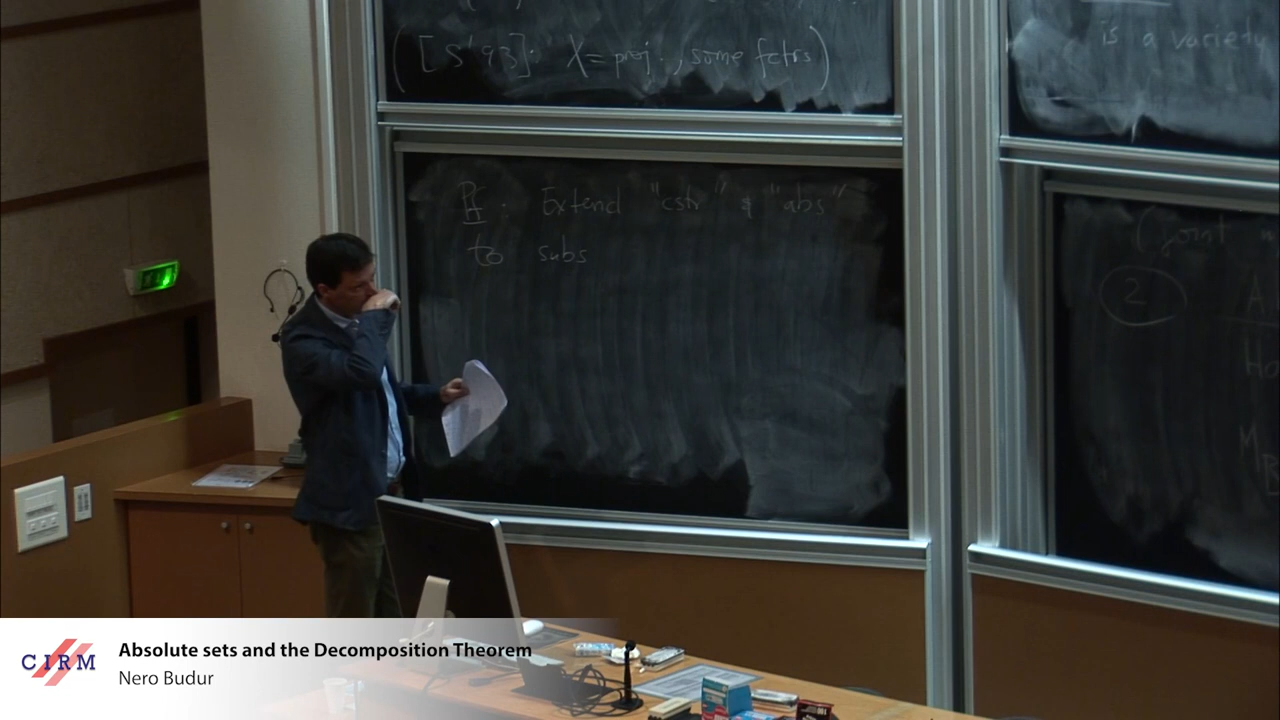 ([S'93]: X = proj., some fctrs)
is a variety
Pf: Extend "cstr" & "abs"
to subs
(joint
2
CIRM
Absolute sets and the Decomposition Theorem
Nero Budur